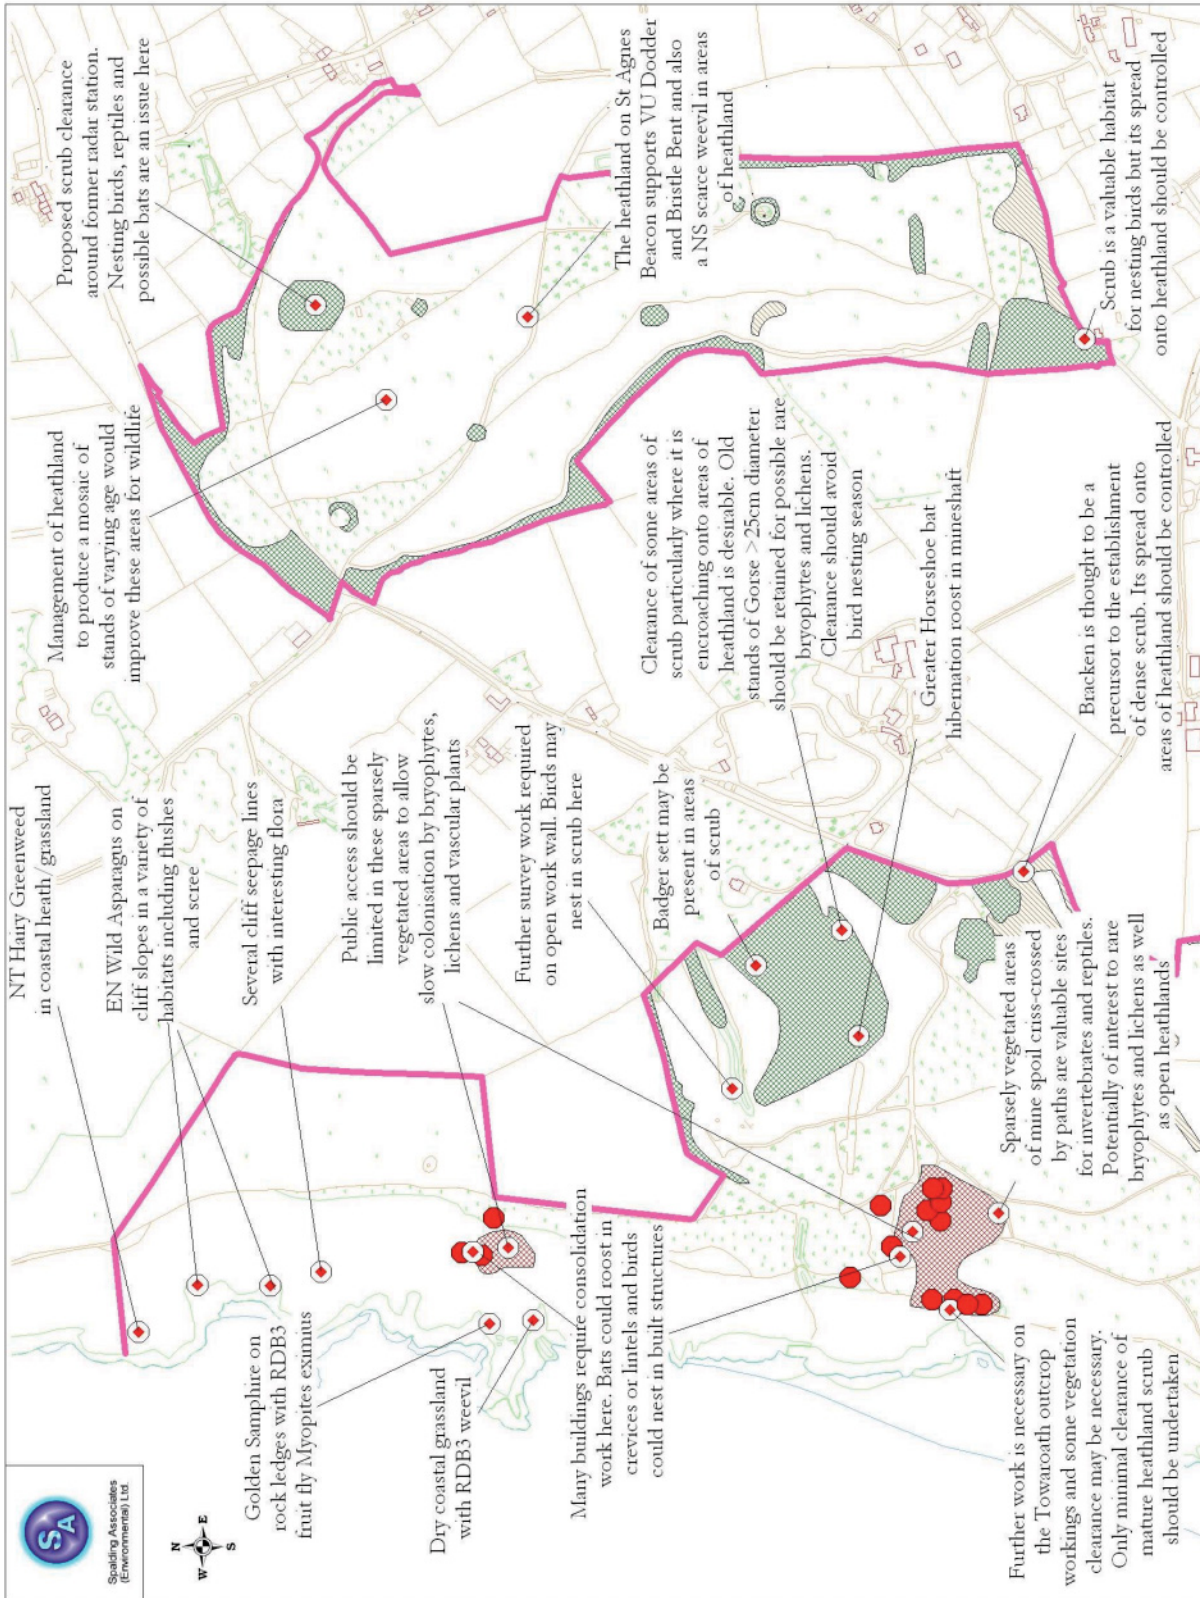 SA
Spalding Associates
(Environmental) Ltd
N
E
S
W
NT Hairy Greenweed
in coastal heath/grassland
EN Wild Asparagus on
cliff slopes in a variety of
habitats including flushes
and scree
Several cliff seepage lines
with interesting flora
Public access should be
limited in these sparsely
vegetated areas to allow
slow colonisation by bryophytes,
lichens and vascular plants
Further survey work required
on open work wall. Birds may
nest in scrub here
Badger sett may be
present in areas
of scrub
Management of heathland
to produce a mosaic of
stands of varying age would
improve these areas for wildlife
Proposed scrub clearance
around former radar station.
Nesting birds, reptiles and
possible bats are an issue here
The heathland on St Agnes
Beacon supports VU Dodder
and Bristle Bent and also
a NS scarce weevil in areas
of heathland
Clearance of some areas of
scrub particularly where it is
encroaching onto areas of
heathland is desirable. Old
stands of Gorse >25cm diameter
should be retained for possible rare
bryophytes and lichens.
Clearance should avoid
bird nesting season
Greater Horseshoe bat
hibernation roost in mineshaft
Bracken is thought to be a
precursor to the establishment
of dense scrub. Its spread onto
areas of heathland should be controlled
Scrub is a valuable habitat
for nesting birds but its spread
onto heathland should be controlled
Golden Samphire on
rock ledges with RDB3
fruit fly Myopites eximius
Dry coastal grassland
with RDB3 weevil
Many buildings require consolidation
work here. Bats could roost in
crevices or lintels and birds
could nest in built structures
Further work is necessary on
the Towaroath outcrop
workings and some vegetation
clearance may be necessary.
Only minimal clearance of
mature heathland scrub
should be undertaken
Sparsely vegetated areas
of mine spoil criss-crossed
by paths are valuable sites
for invertebrates and reptiles.
Potentially of interest to rare
bryophytes and lichens as well
as open heathlands